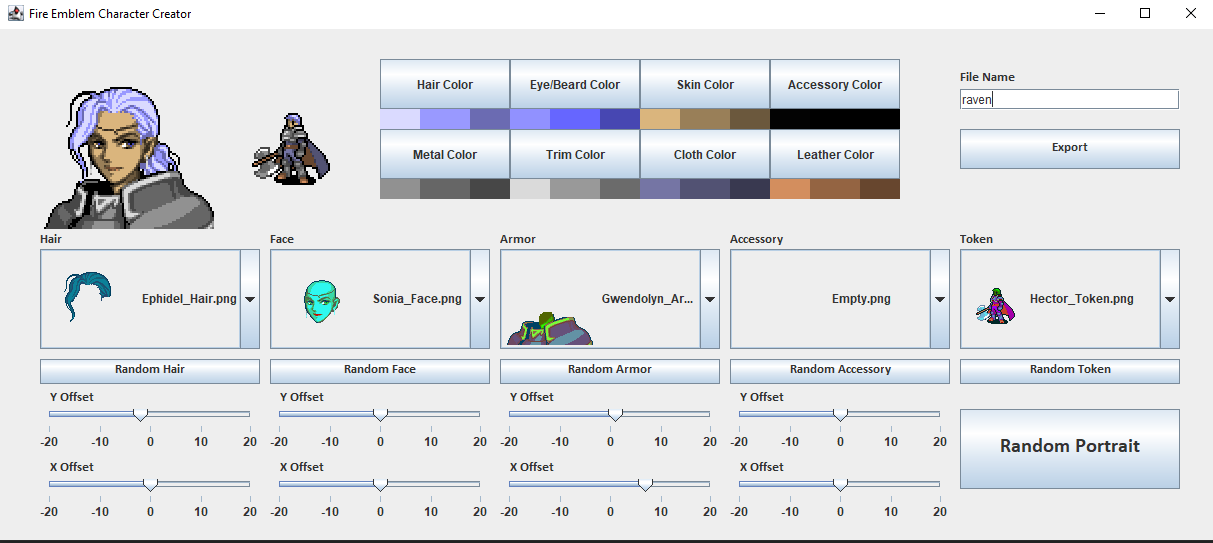 Fire Emblem Character Creator
Hair Color Eye/Beard Color Skin Color Accessory Color
Metal Color Trim Color Cloth Color Leather Color
File Name
raven
Export
Hair Face Armor Accessory Token
Ephidel_Hair.png Sonia_Face.png Gwendolyn_Ar... Empty.png Hector_Token.png
Random Hair Random Face Random Armor Random Accessory Random Token
Y Offset Y Offset Y Offset Y Offset
-20 -10 0 10 20 -20 -10 0 10 20 -20 -10 0 10 20 -20 -10 0 10 20
Random Portrait
X Offset X Offset X Offset X Offset
-20 -10 0 10 20 -20 -10 0 10 20 -20 -10 0 10 20 -20 -10 0 10 20